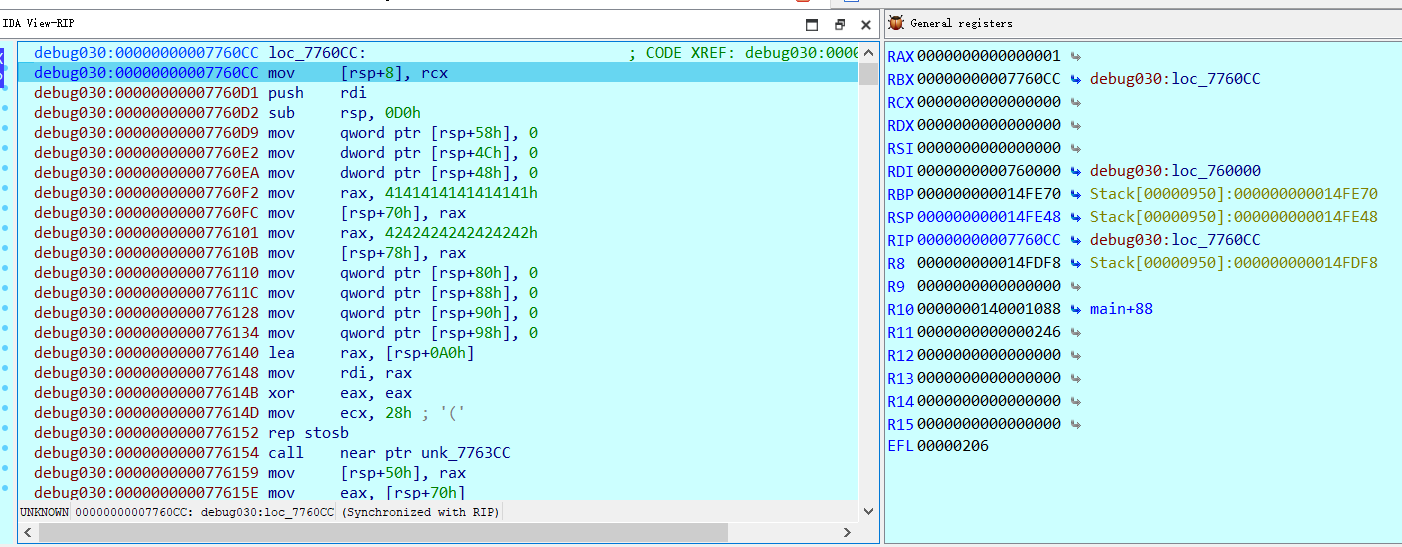 IDA View-RIP
debug030:00000000007760CC loc_7760CC: ; CODE XREF: debug030:0000
debug030:00000000007760CC mov [rsp+8], rcx
debug030:00000000007760D1 push rdi
debug030:00000000007760D2 sub rsp, 0D0h
debug030:00000000007760D9 mov qword ptr [rsp+58h], 0
debug030:00000000007760E2 mov dword ptr [rsp+4Ch], 0
debug030:00000000007760EA mov dword ptr [rsp+48h], 0
debug030:00000000007760F2 mov rax, 4141414141414141h
debug030:00000000007760FC mov [rsp+70h], rax
debug030:0000000000776101 mov rax, 4242424242424242h
debug030:000000000077610B mov [rsp+78h], rax
debug030:0000000000776110 mov qword ptr [rsp+80h], 0
debug030:000000000077611C mov qword ptr [rsp+88h], 0
debug030:0000000000776128 mov qword ptr [rsp+90h], 0
debug030:0000000000776134 mov qword ptr [rsp+98h], 0
debug030:0000000000776140 lea rax, [rsp+0A0h]
debug030:0000000000776148 mov rdi, rax
debug030:000000000077614B xor eax, eax
debug030:000000000077614D mov ecx, 28h ; '('
debug030:0000000000776152 rep stosb
debug030:0000000000776154 call near ptr unk_7763CC
debug030:0000000000776159 mov [rsp+50h], rax
debug030:000000000077615E mov eax, [rsp+70h]
UNKNOWN 00000000007760CC: debug030:loc_7760CC (Synchronized with RIP)
General registers
RAX 0000000000000001
RBX 00000000007760CC debug030:loc_7760CC
RCX 0000000000000000
RDX 0000000000000000
RSI 0000000000000000
RDI 0000000000760000 debug030:loc_760000
RBP 000000000014FE70 Stack[00000950]:000000000014FE70
RSP 000000000014FE48 Stack[00000950]:000000000014FE48
RIP 00000000007760CC debug030:loc_7760CC
R8 000000000014FDF8 Stack[00000950]:000000000014FDF8
R9 0000000000000000
R10 0000000140001088 main+88
R11 0000000000000246
R12 0000000000000000
R13 0000000000000000
R14 0000000000000000
R15 0000000000000000
EFL 00000206